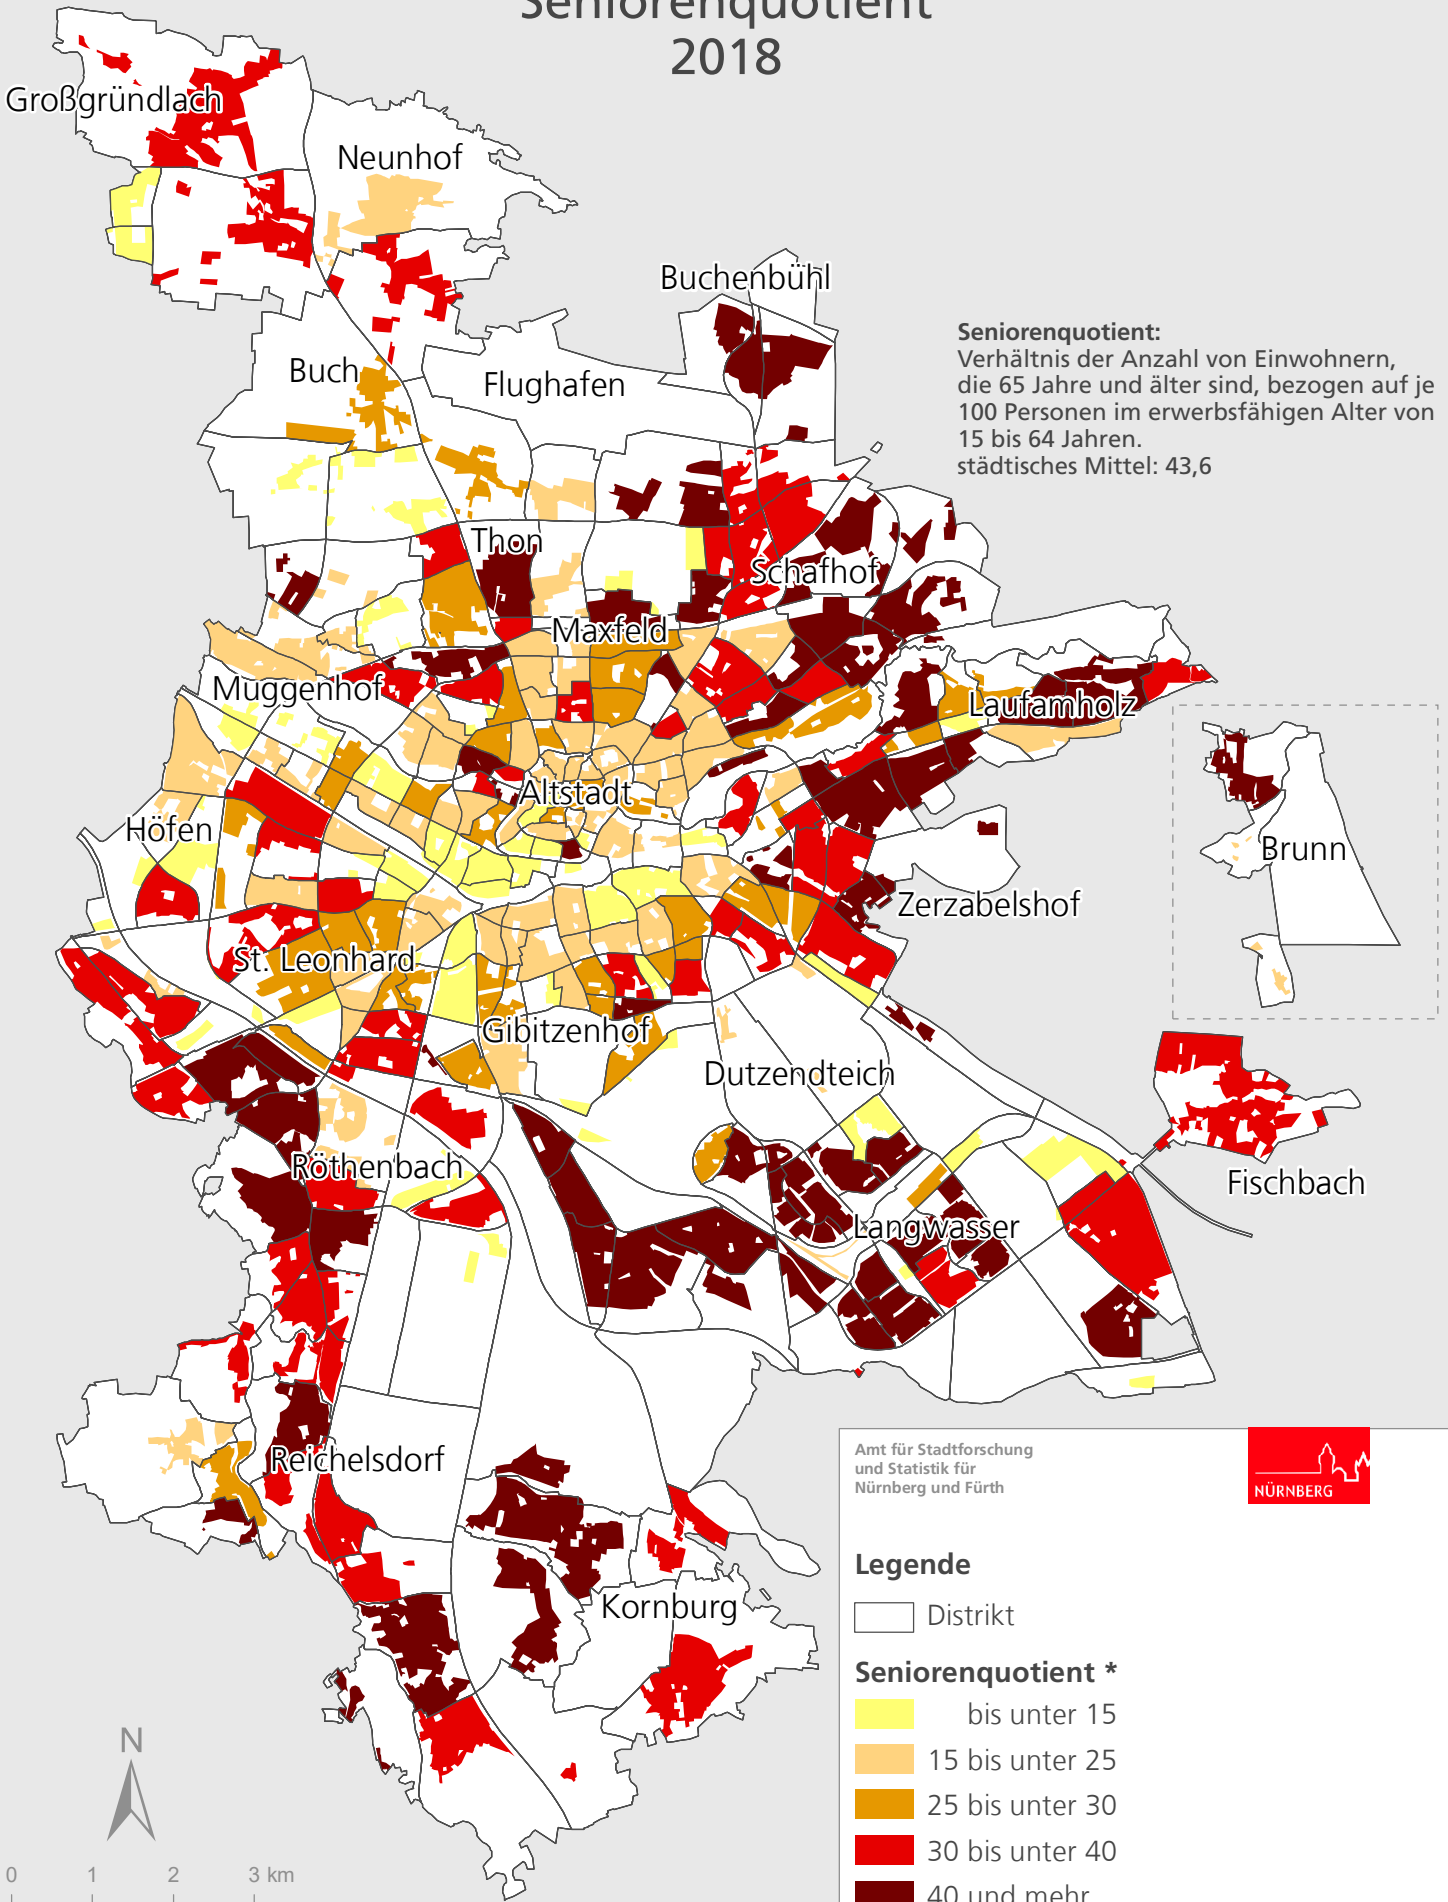 Seniorenquotient
2018
Großgründlach
Neunhof
Buchenbühl
Seniorenquotient:
Verhältnis der Anzahl von Einwohnern,
die 65 Jahre und älter sind, bezogen auf je
100 Personen im erwerbsfähigen Alter von
15 bis 64 Jahren.
städtisches Mittel: 43,6
Buch
Flughafen
Thon
Schafhof
Maxfeld
Muggenhof
Laufamholz
Altstadt
Höfen
Brunn
Zerzabelshof
St. Leonhard
Gibitzenhof
Dutzendteich
Röthenbach
Fischbach
Langwasser
Reichelsdorf
Kornburg
Amt für Stadtforschung
und Statistik für
Nürnberg und Fürth
NÜRNBERG
Legende
Distrikt
Seniorenquotient *
bis unter 15
15 bis unter 25
25 bis unter 30
30 bis unter 40
40 und mehr
N
0 1 2 3 km